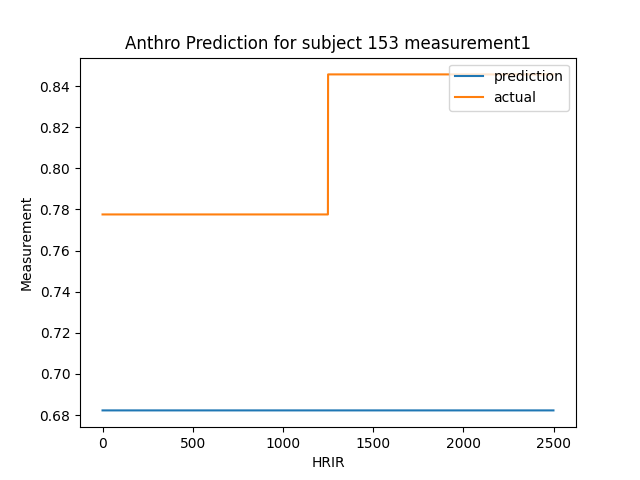 Anthro Prediction for subject 153 measurement1
prediction
actual
0.84
0.82
0.80
0.78
0.76
0.74
0.72
0.70
0.68
Measurement
0 500 1000 1500 2000 2500
HRIR